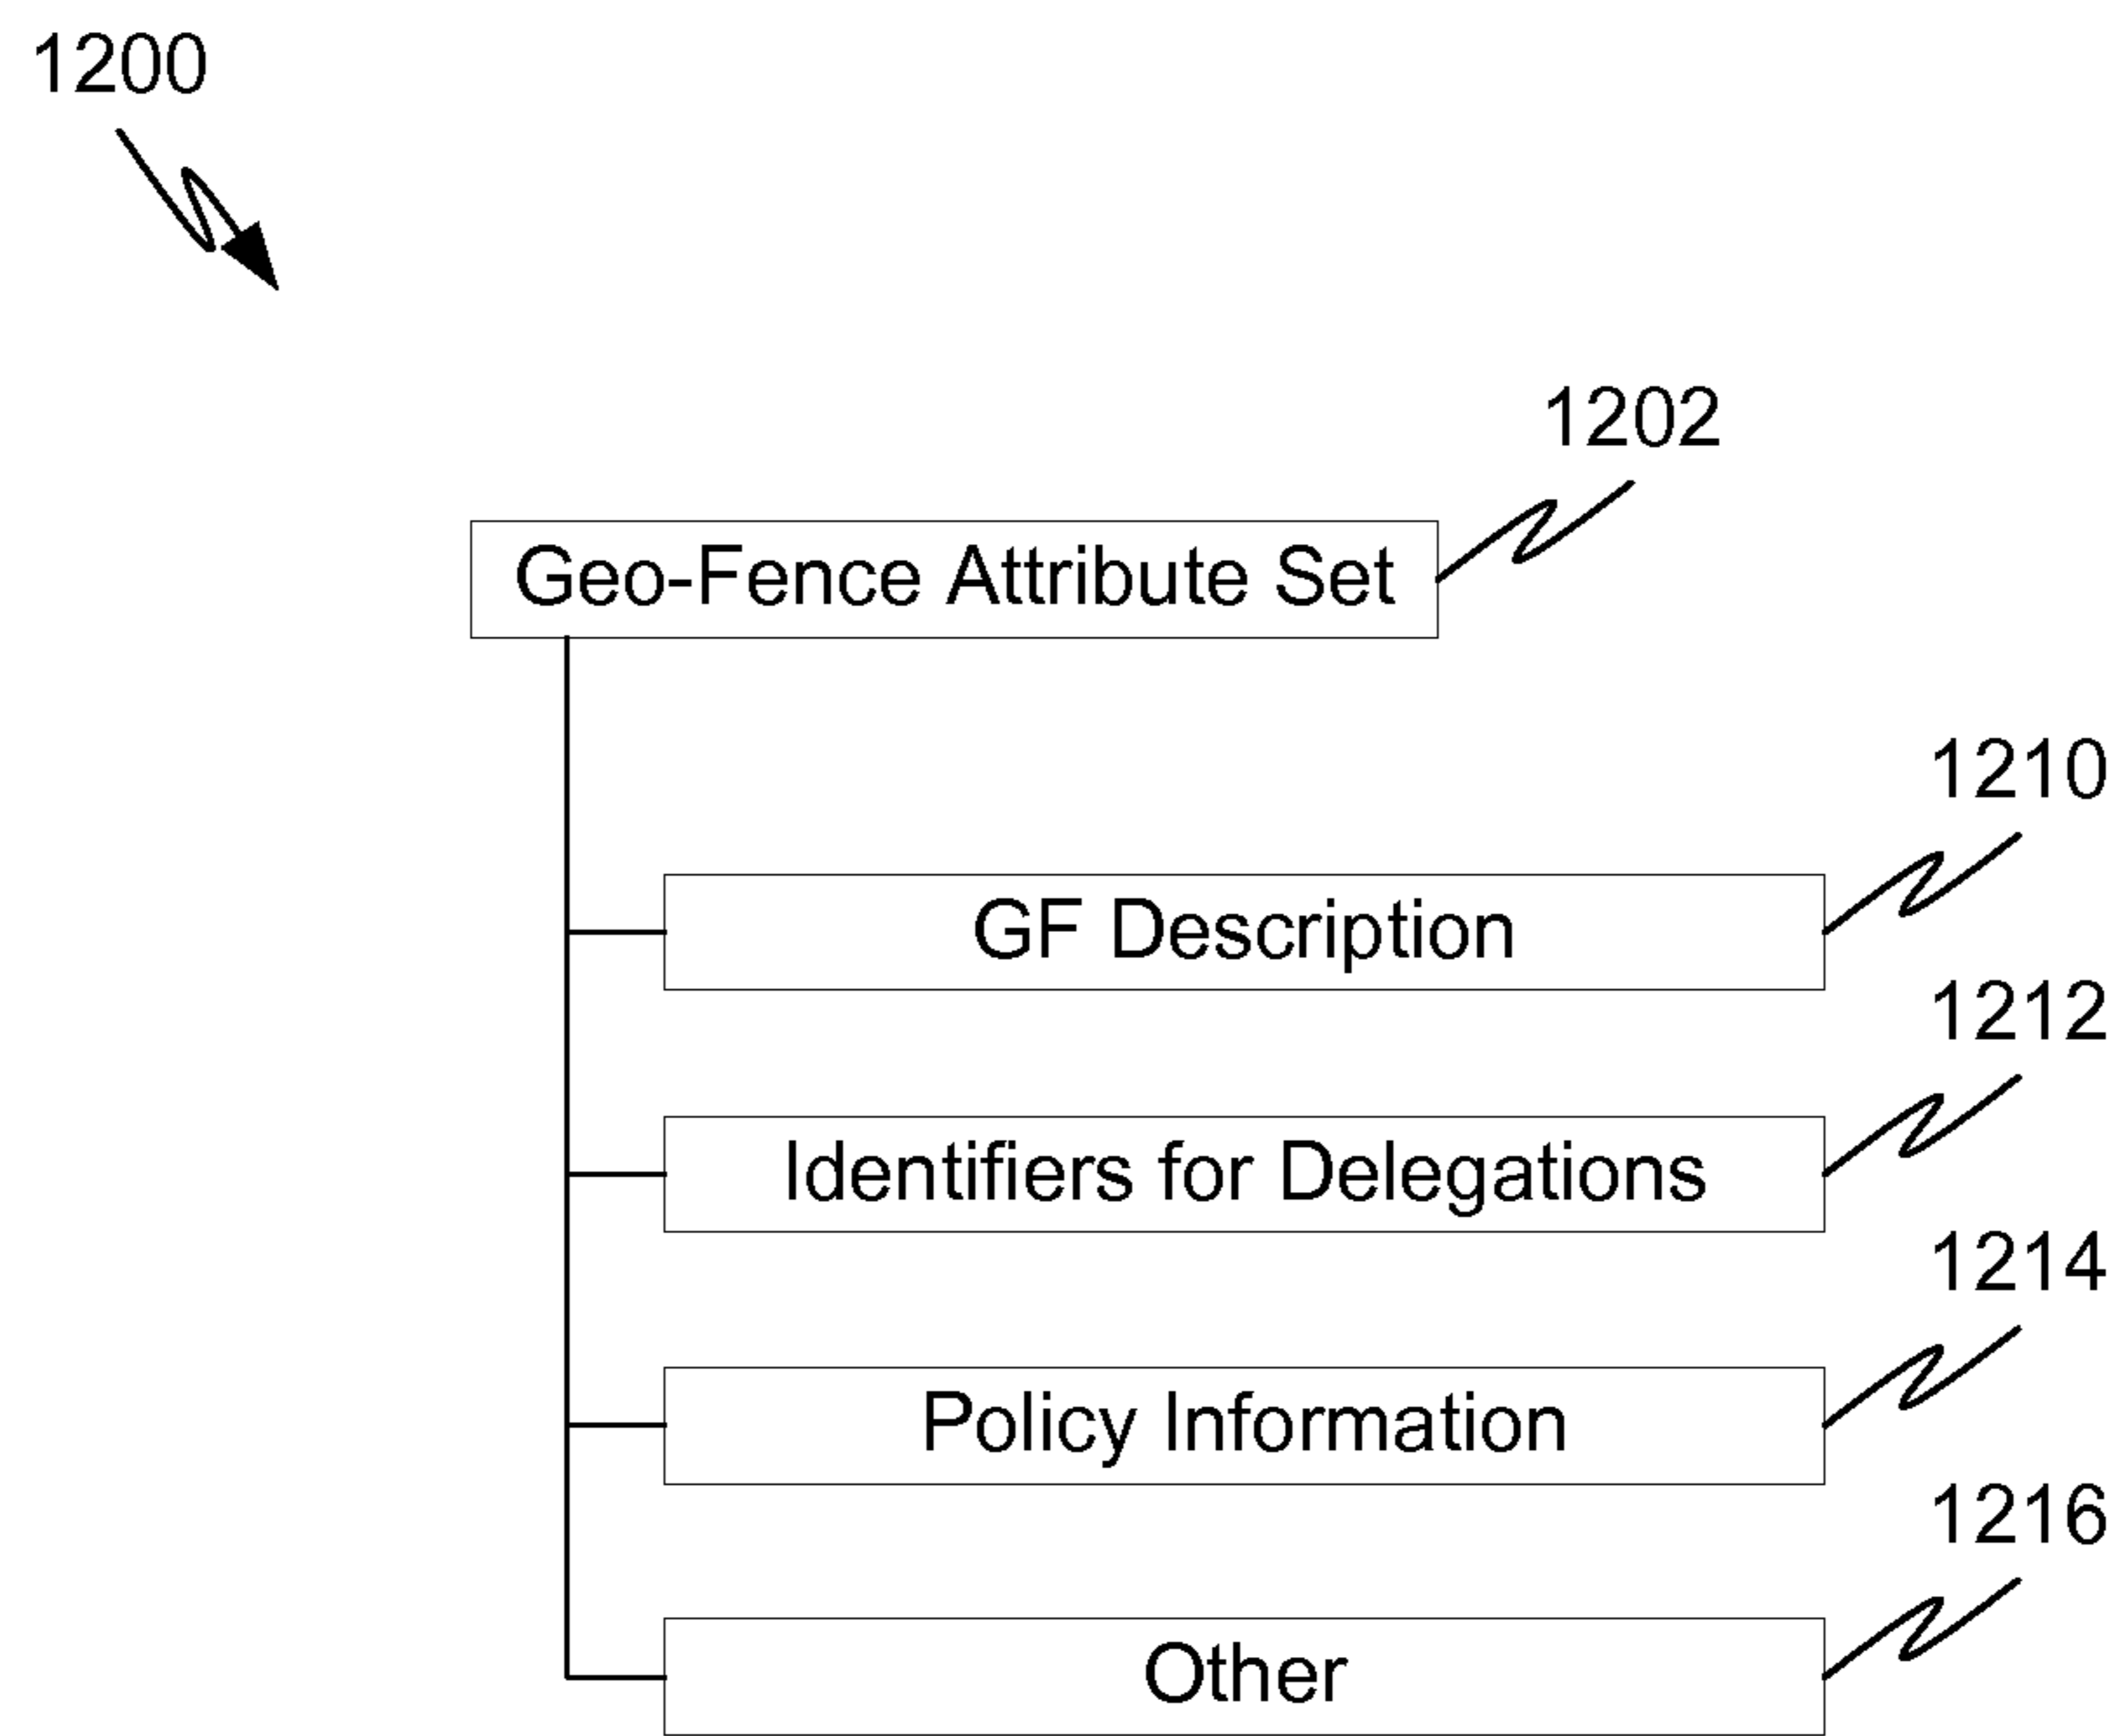 1200
1202
Geo-Fence Attribute Set
1210
GF Description
1212
Identifiers for Delegations
1214
Policy Information
1216
Other